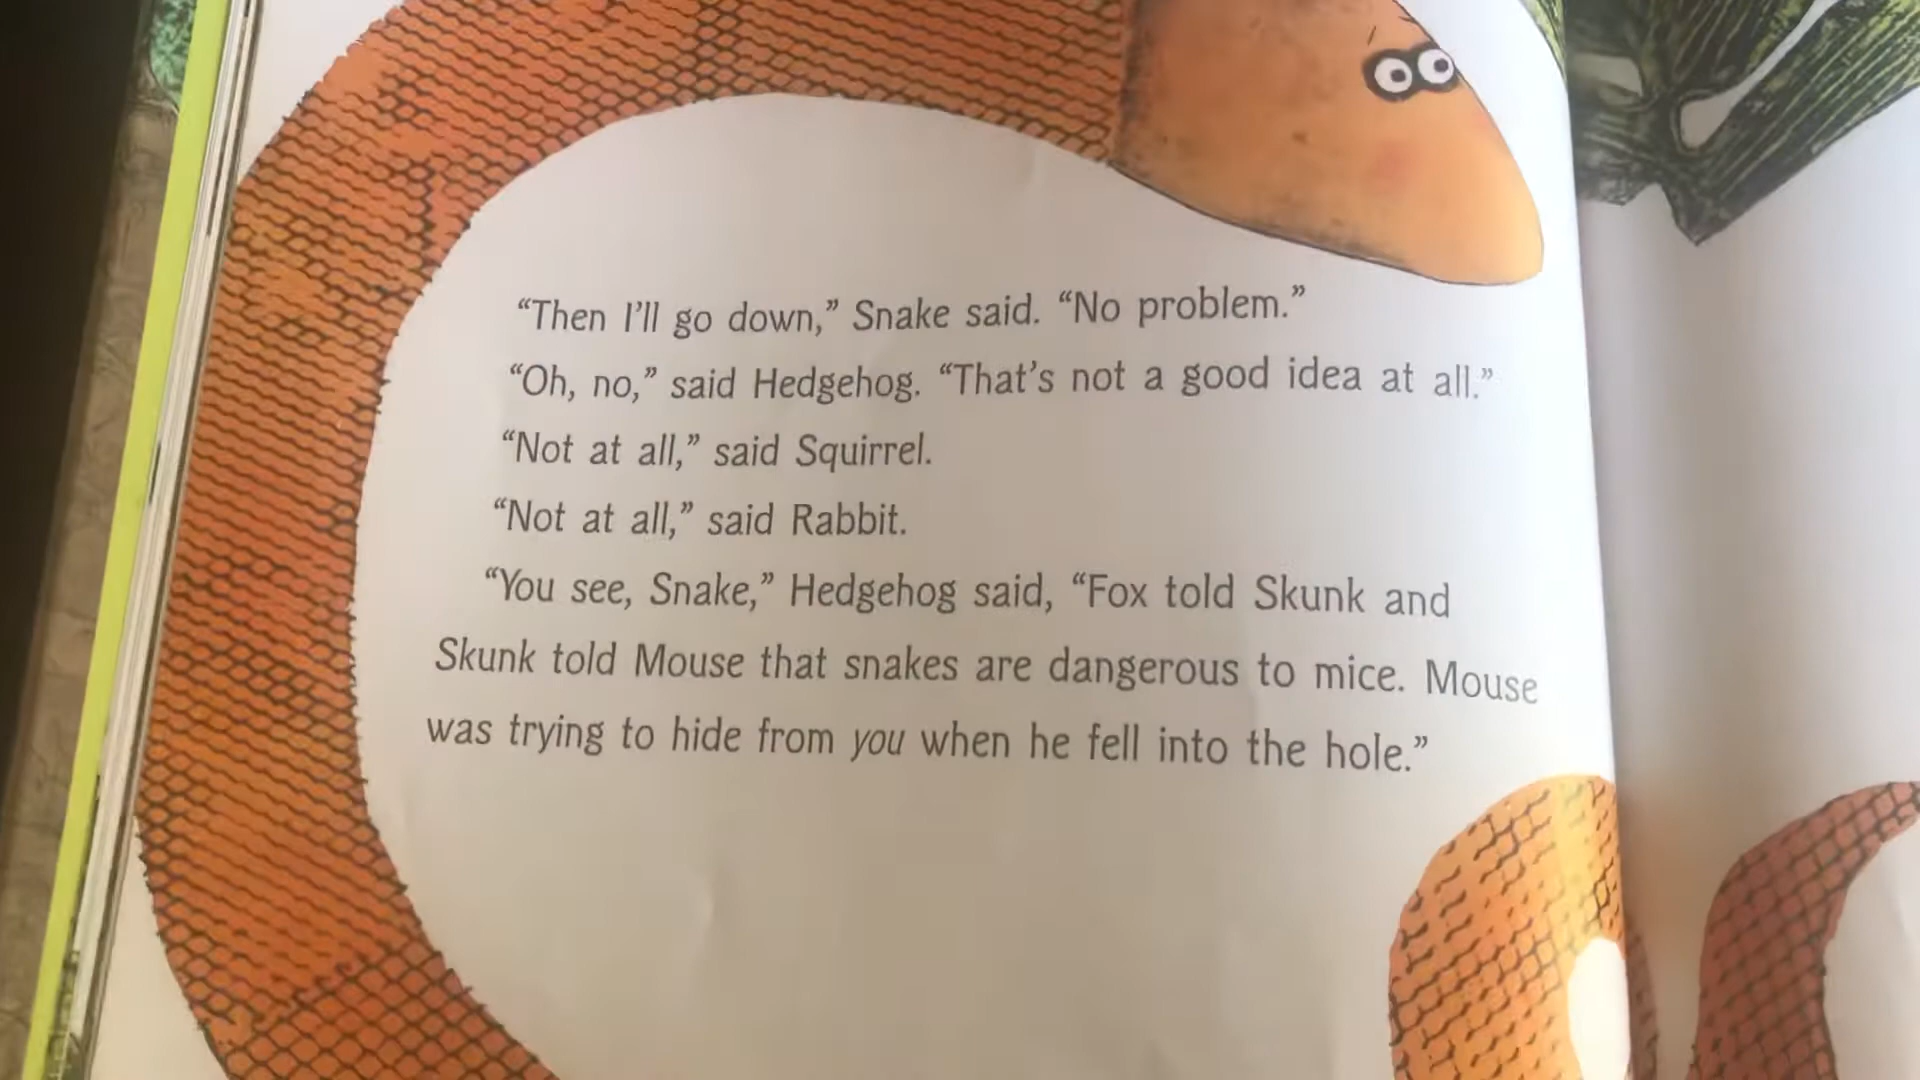 “Then I’ll go down,” Snake said. “No problem.”
“Oh, no,” said Hedgehog. “That’s not a good idea at all.”
“Not at all,” said Squirrel.
“Not at all,” said Rabbit.
“You see, Snake,” Hedgehog said, “Fox told Skunk and
Skunk told Mouse that snakes are dangerous to mice. Mouse
was trying to hide from you when he fell into the hole.”